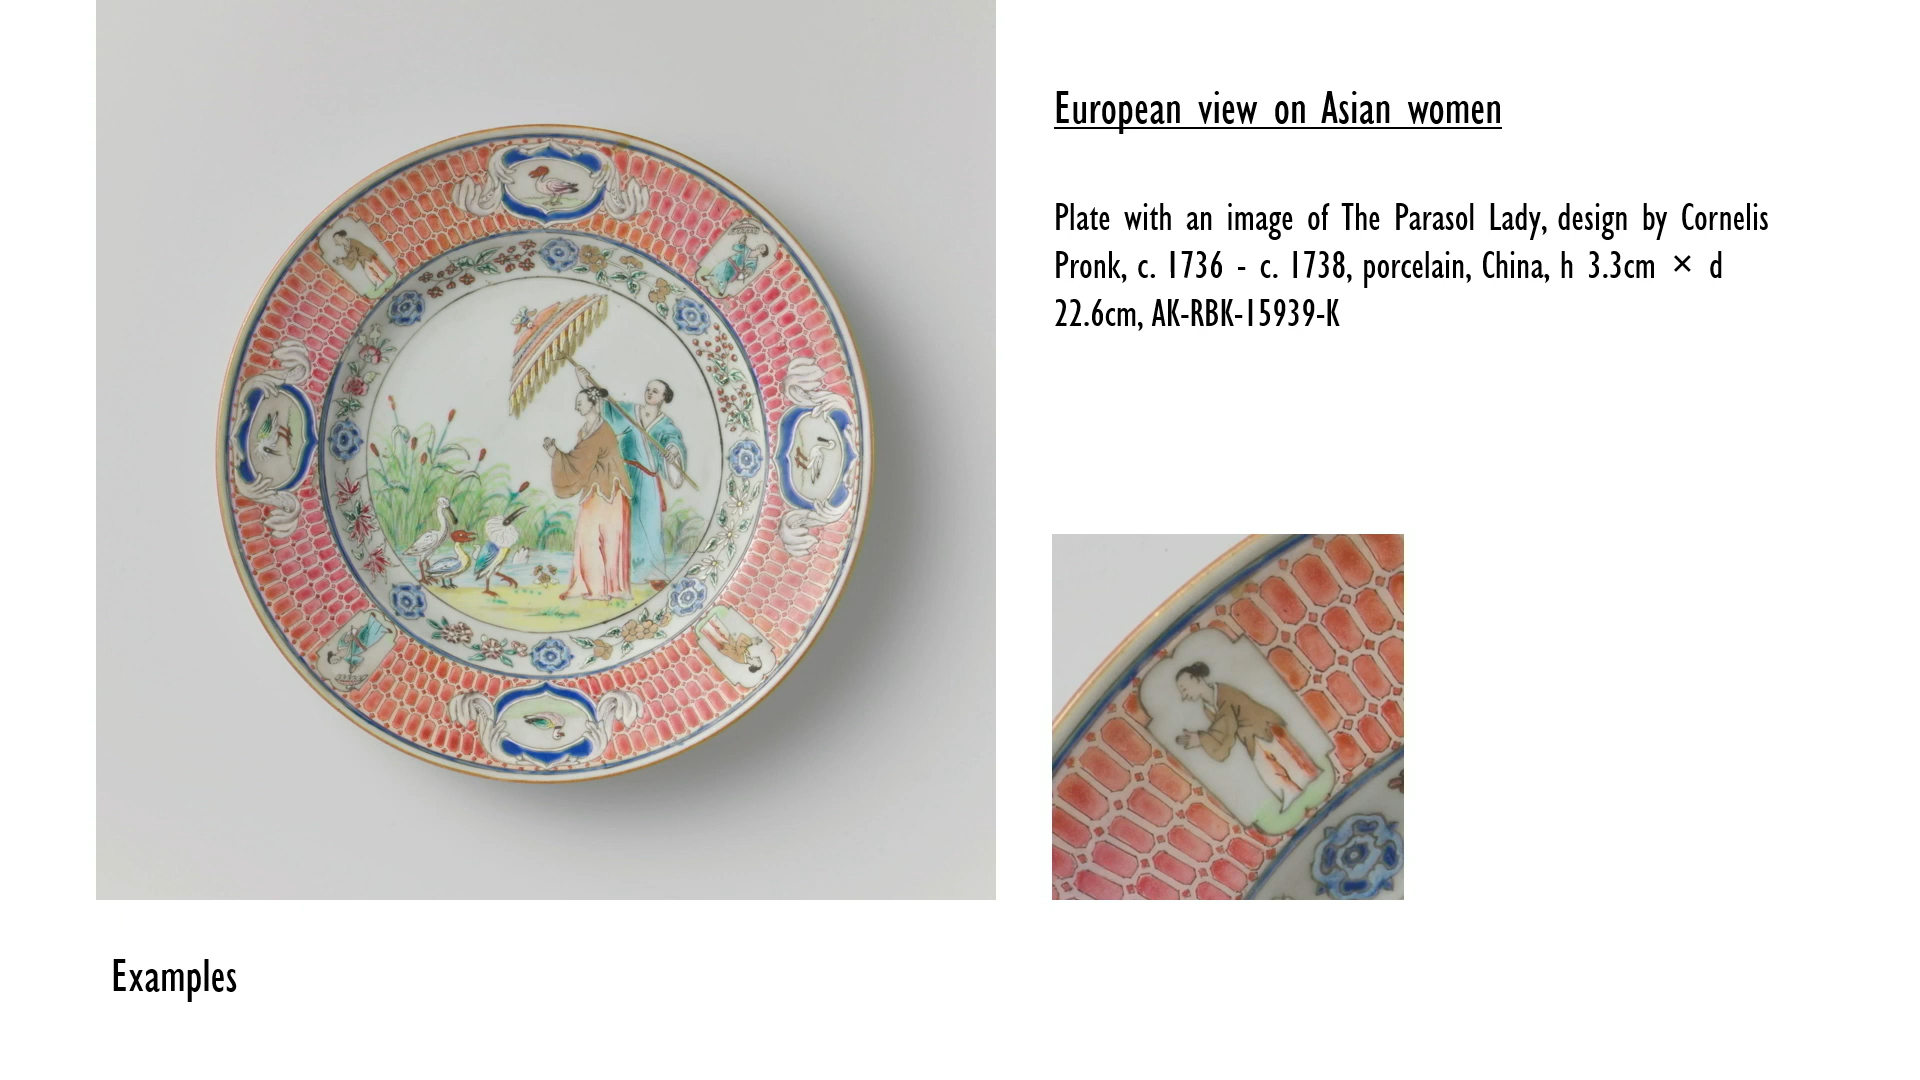 European view on Asian women
Plate with an image of The Parasol Lady, design by Cornelis
Pronk, c. 1736 - c. 1738, porcelain, China, h 3.3cm × d
22.6cm, AK-RBK-15939-K
Examples